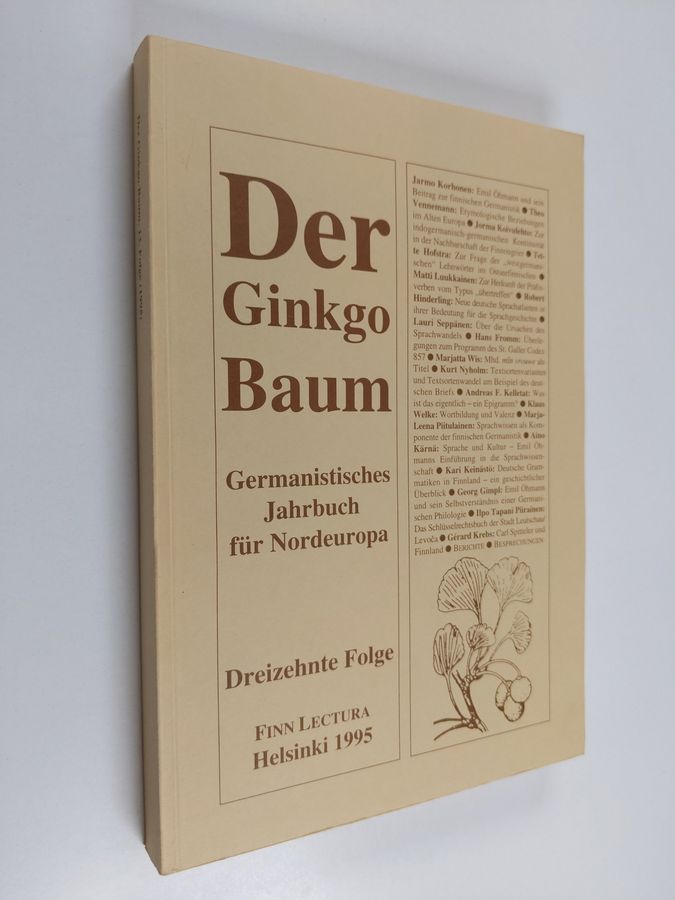 Der
Ginkgo
Baum
Germanistisches
Jahrbuch
für Nordeuropa
Dreizehnte Folge
FINN LECTURA
Helsinki 1995
Jarmo Korhonen: Emil Öhmann und sein
Beitrag zur finnischen Germanistik ● Theo
Vennemann: Etymologische Beziehungen
im Alten Europa ● Jorma Koivulehto: Zur
indogermanisch-germanischen Kontinuität
in der Nachbarschaft der Finnougrier ● Tet-
te Hofstra: Zur Frage der „westgermani-
schen“ Lehnwörter im Ostseefinnischen ●
Matti Luukkainen: Zur Herkunft der Präfix-
verben vom Typus „übertreffen“ ● Robert
Hinderling: Neue deutsche Sprachatlanten in
ihrer Bedeutung für die Sprachgeschichte ●
Lauri Seppänen: Über die Ursachen des
Sprachwandels ● Hans Fromm: Überle-
gungen zum Programm des St. Galler Codex
857 ● Marjatta Wis: Mhd. mîn vrouwe als
Titel ● Kurt Nyholm: Textsortenvarianten
und Textsortenwandel am Beispiel des deut-
schen Briefs ● Andreas F. Kelletat: Was
ist das eigentlich – ein Epigramm? ● Klaus
Welke: Wortbildung und Valenz ● Marja-
Leena Piitulainen: Sprachwissen als Kom-
ponente der finnischen Germanistik ● Aino
Kärnä: Sprache und Kultur – Emil Öh-
manns Einführung in die Sprachwissen-
schaft ● Kari Keinästö: Deutsche Gram-
matiken in Finnland – ein geschichtlicher
Überblick ● Georg Gimpl: Emil Öhmann
und sein Selbstverständnis einer Germani-
schen Philologie ● Ilpo Tapani Piirainen:
Das Schlüsselrechtsbuch der Stadt Leutschau/
Levoča ● Gérard Krebs: Carl Spitteler und
Finnland ● BERICHTE ● BESPRECHUNGEN